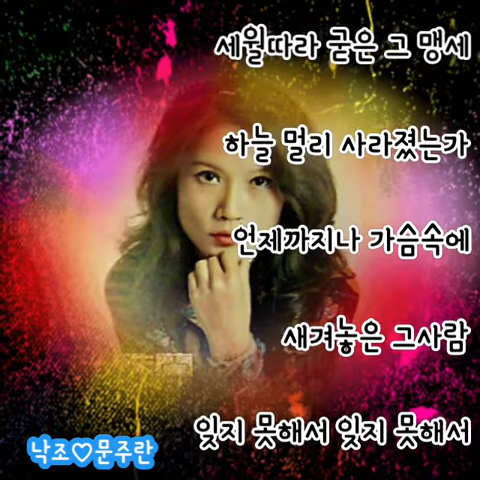 세월따라 굳은 그 맹세
하늘 멀리 사라졌는가
언제까지나 가슴속에
새겨놓은 그사람
잊지 못해서 잊지 못해서
낙조♡문주란